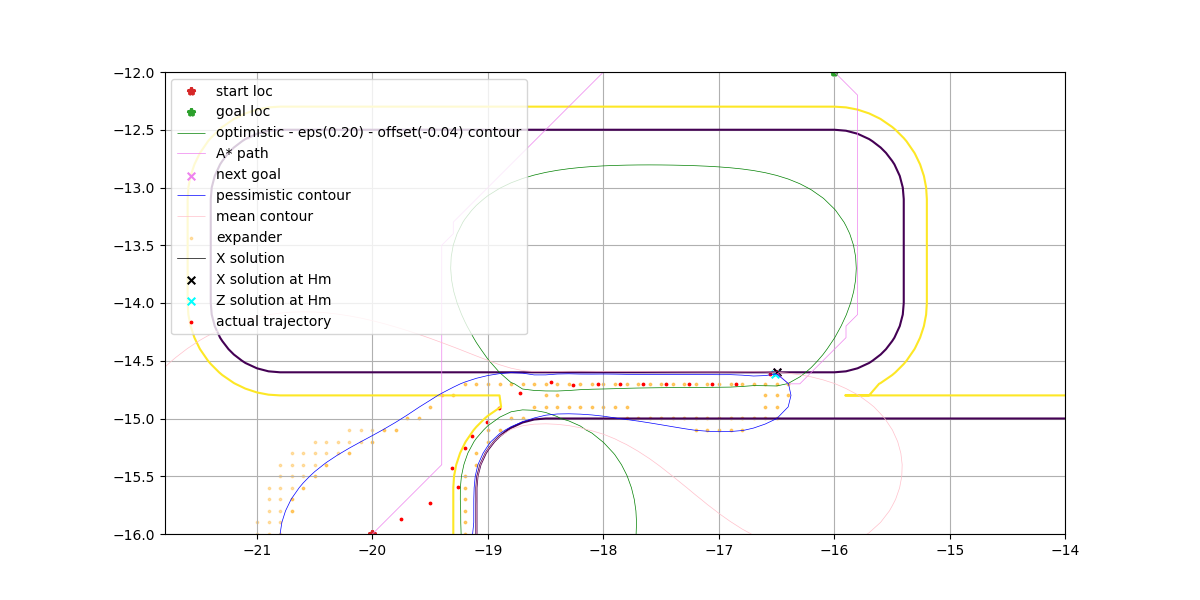 −12.0
−12.5
−13.0
−13.5
−14.0
−14.5
−15.0
−15.5
−16.0
start loc
goal loc
optimistic - eps(0.20) - offset(-0.04) contour
A* path
next goal
pessimistic contour
mean contour
expander
X solution
X solution at Hm
Z solution at Hm
actual trajectory
−21
−20
−19
−18
−17
−16
−15
−14